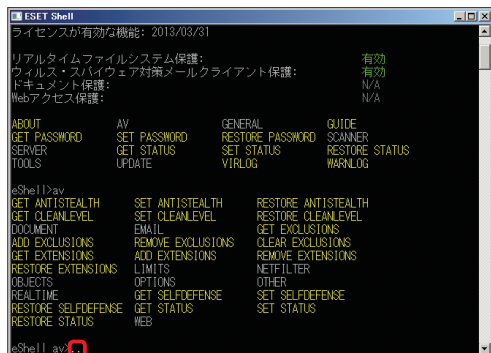 ESET Shell
ライセンスが有効な機能: 2013/03/31
リアルタイムファイルシステム保護: 有効
ウィルス・スパイウェア対策メールクライアント保護: 有効
ドキュメント保護: N/A
Webアクセス保護: N/A
ABOUT AV GENERAL GUIDE
GET PASSWORD SET PASSWORD RESTORE PASSWORD SCANNER
SERVER GET STATUS SET STATUS RESTORE STATUS
TOOLS UPDATE VIRLOG WARNLOG
eShell>av
GET ANTISTEALTH SET ANTISTEALTH RESTORE ANTISTEALTH
GET CLEANLEVEL SET CLEANLEVEL RESTORE CLEANLEVEL
DOCUMENT EMAIL GET EXCLUSIONS
ADD EXCLUSIONS REMOVE EXCLUSIONS CLEAR EXCLUSIONS
GET EXTENSIONS ADD EXTENSIONS REMOVE EXTENSIONS
RESTORE EXTENSIONS LIMITS NETFILTER
OBJECTS OPTIONS OTHER
REALTIME GET SELFDEFENSE SET SELFDEFENSE
RESTORE SELFDEFENSE GET STATUS SET STATUS
RESTORE STATUS WEB
eShell av>..